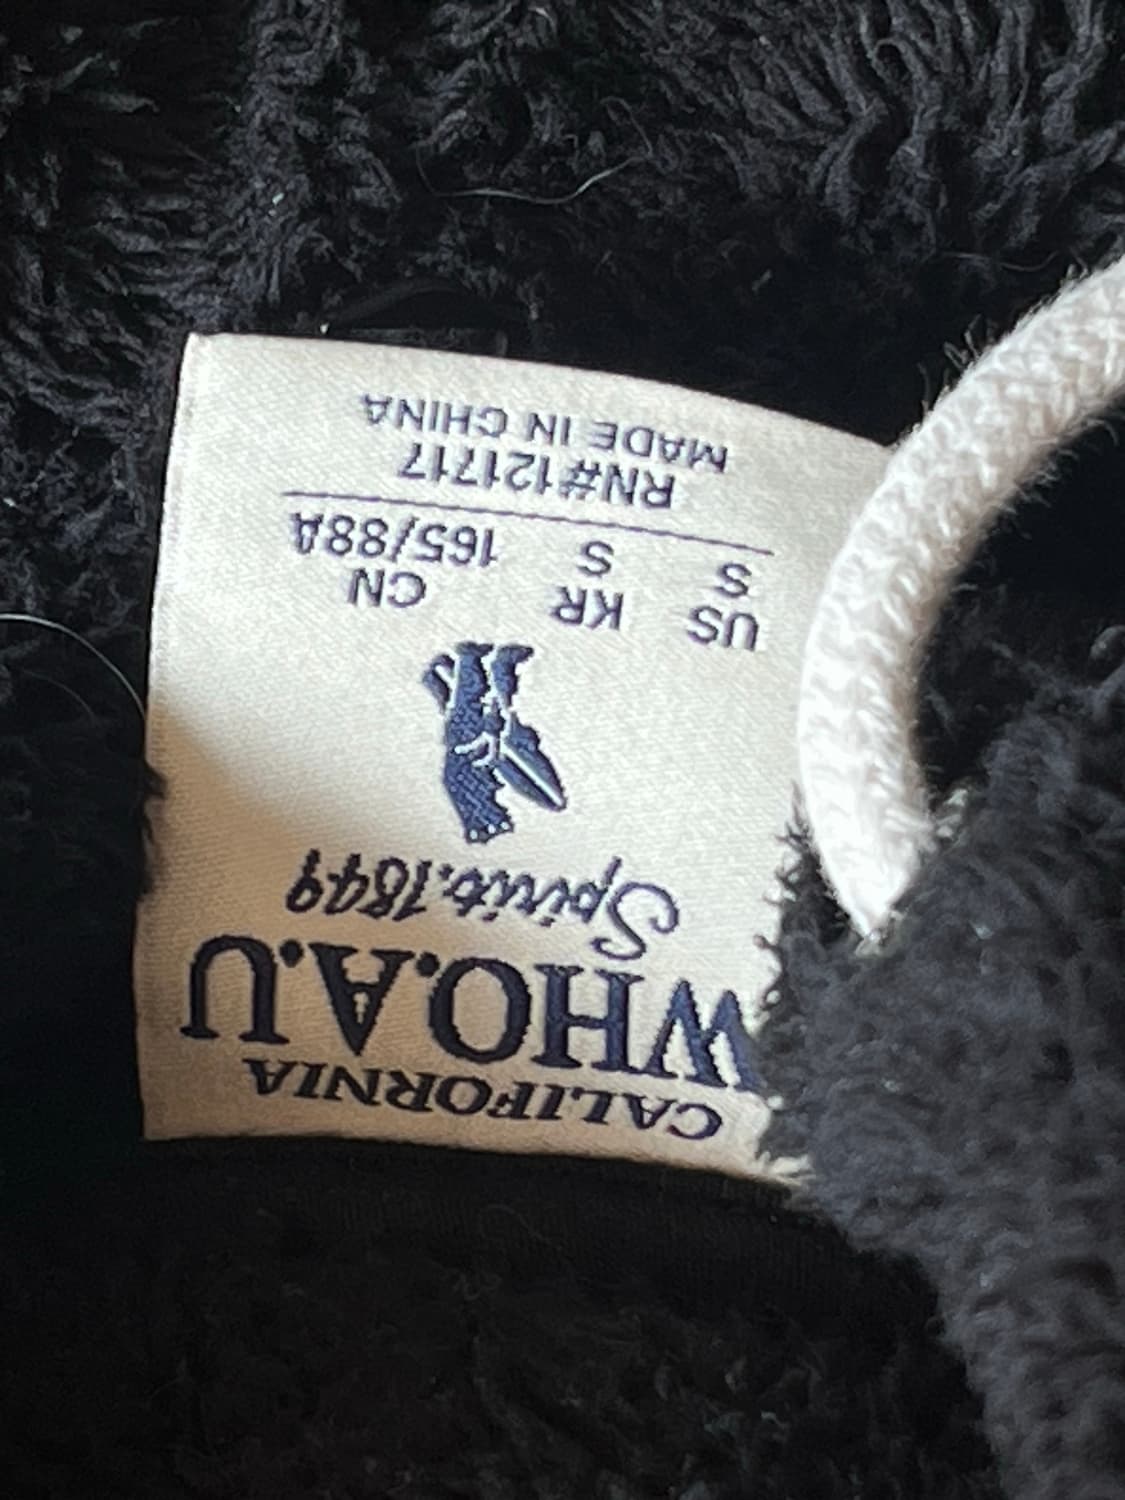 CALIFORNIA
WHO.A.U
Spirit.1849
US KR CN
S S 165/88A
RN#121717
MADE IN CHINA